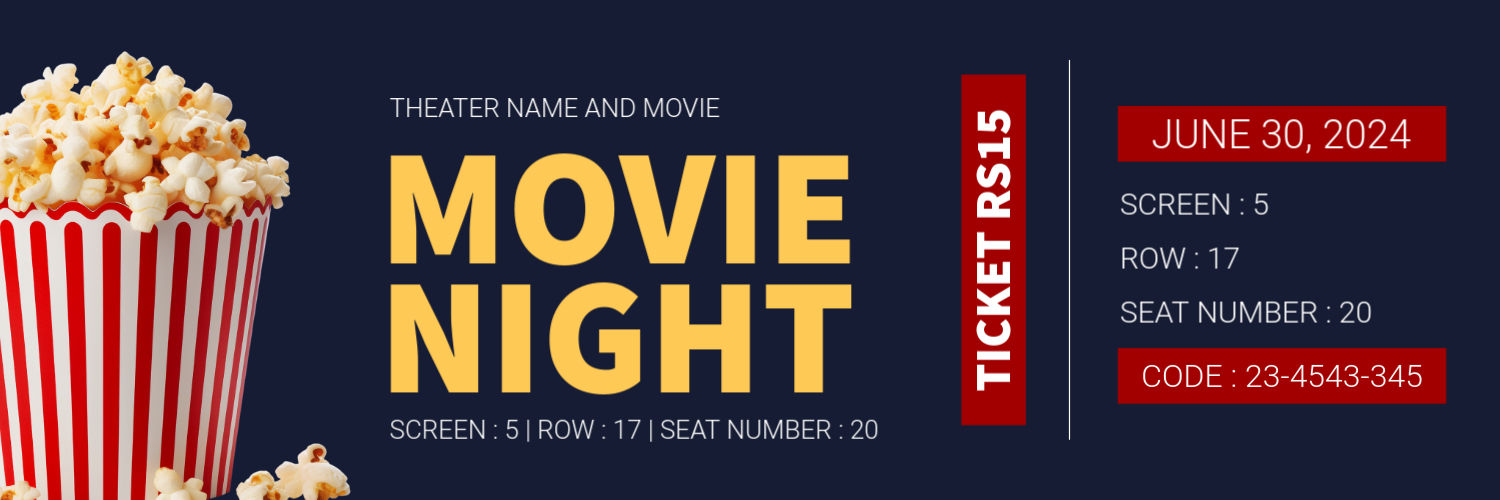 THEATER NAME AND MOVIE
MOVIE
NIGHT
SCREEN : 5 | ROW : 17 | SEAT NUMBER : 20
TICKET RS15
JUNE 30, 2024
SCREEN : 5
ROW : 17
SEAT NUMBER : 20
CODE : 23-4543-345